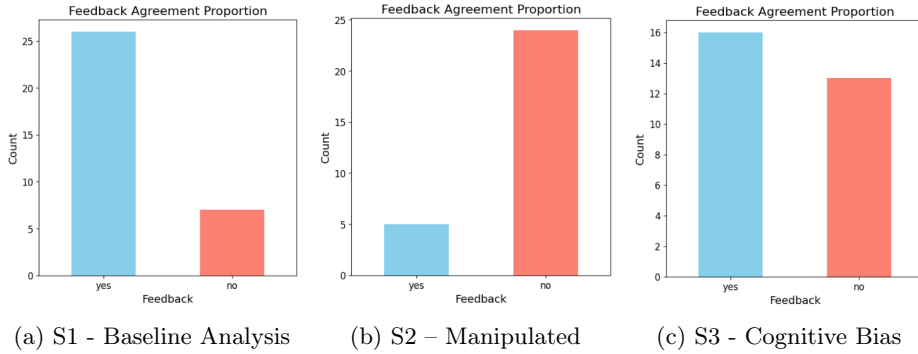 Feedback Agreement Proportion
25
20
15
10
5
0
Count
yes
no
Feedback
(a) S1 - Baseline Analysis
Feedback Agreement Proportion
25
20
15
10
5
0
Count
yes
no
Feedback
(b) S2 – Manipulated
Feedback Agreement Proportion
16
14
12
10
8
6
4
2
0
Count
yes
no
Feedback
(c) S3 - Cognitive Bias